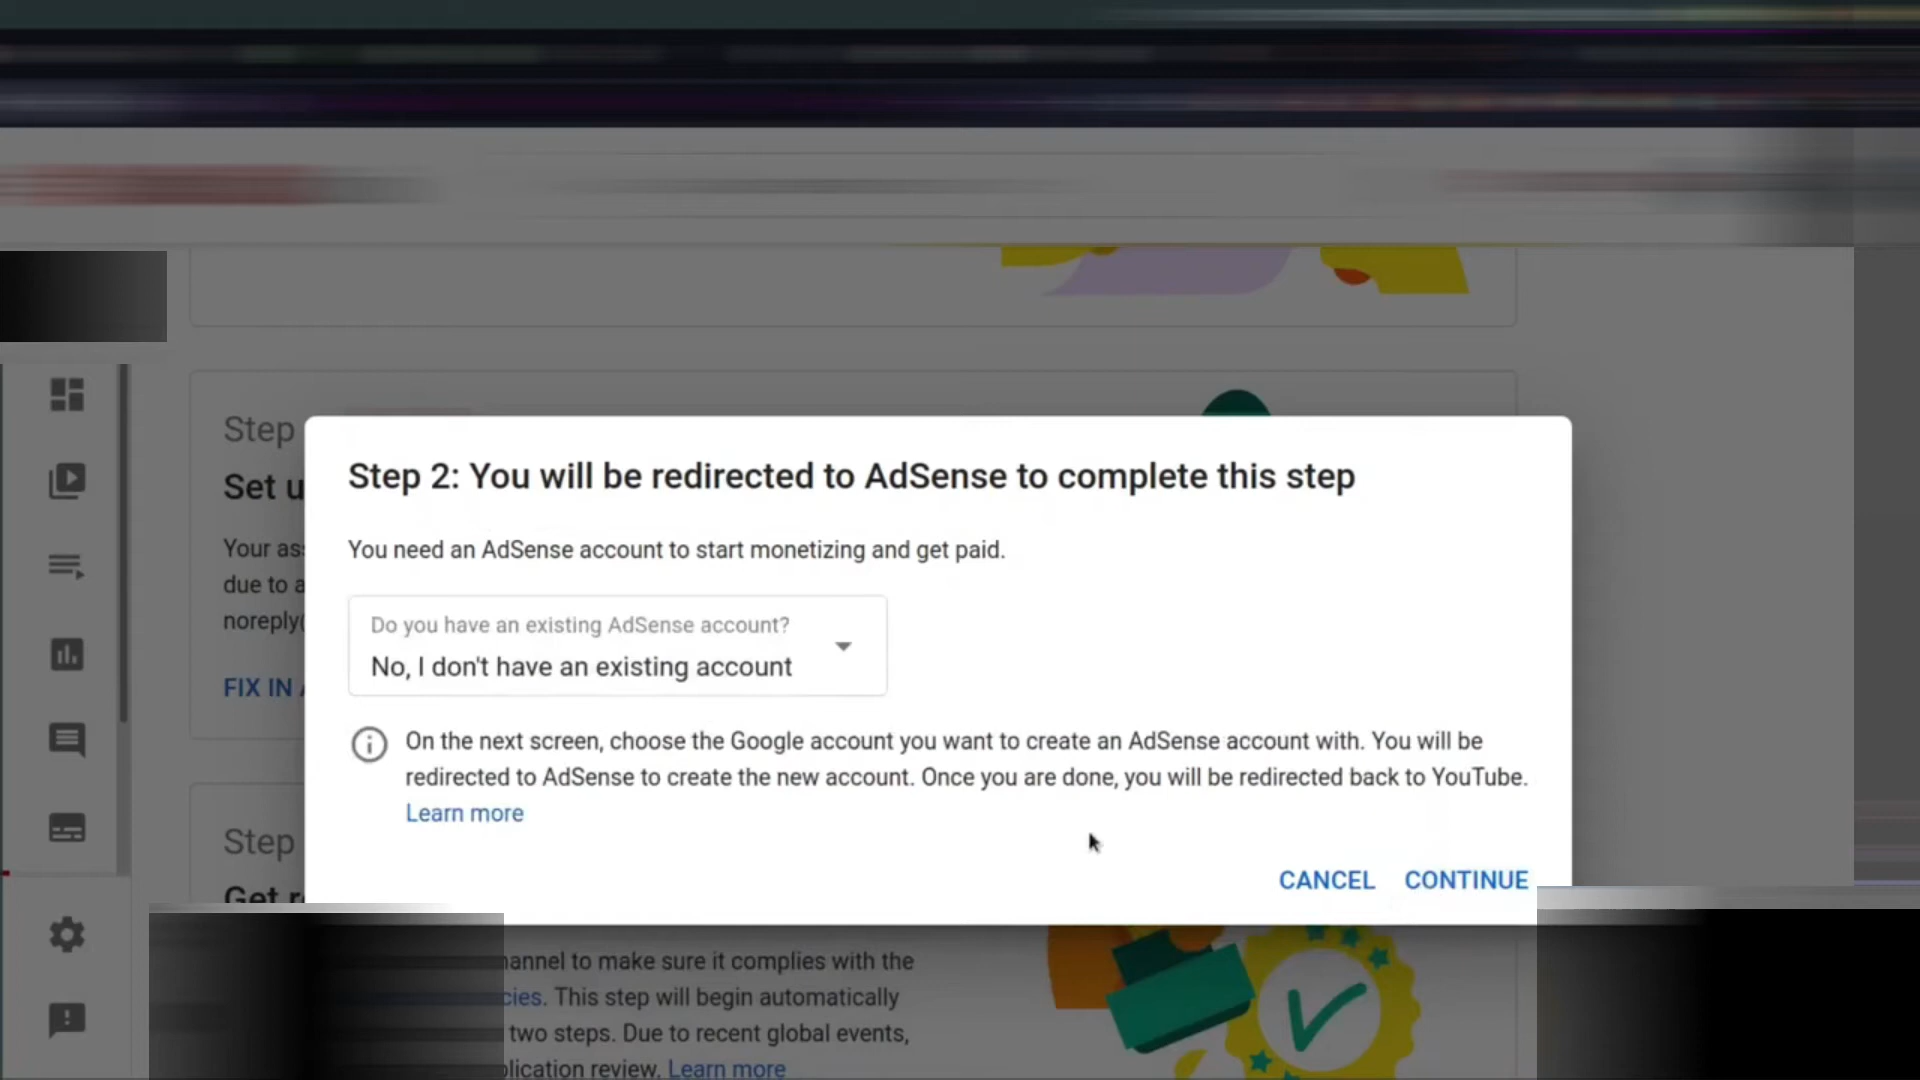 Step
Set u
Your as
due to a
noreply(
FIX IN
Step 2: You will be redirected to AdSense to complete this step
You need an AdSense account to start monetizing and get paid.
Do you have an existing AdSense account?
No, I don't have an existing account
On the next screen, choose the Google account you want to create an AdSense account with. You will be
redirected to AdSense to create the new account. Once you are done, you will be redirected back to YouTube.
Learn more
CANCEL CONTINUE
Step
Get r
annel to make sure it complies with the
cies. This step will begin automatically
two steps. Due to recent global events,
plication review. Learn more